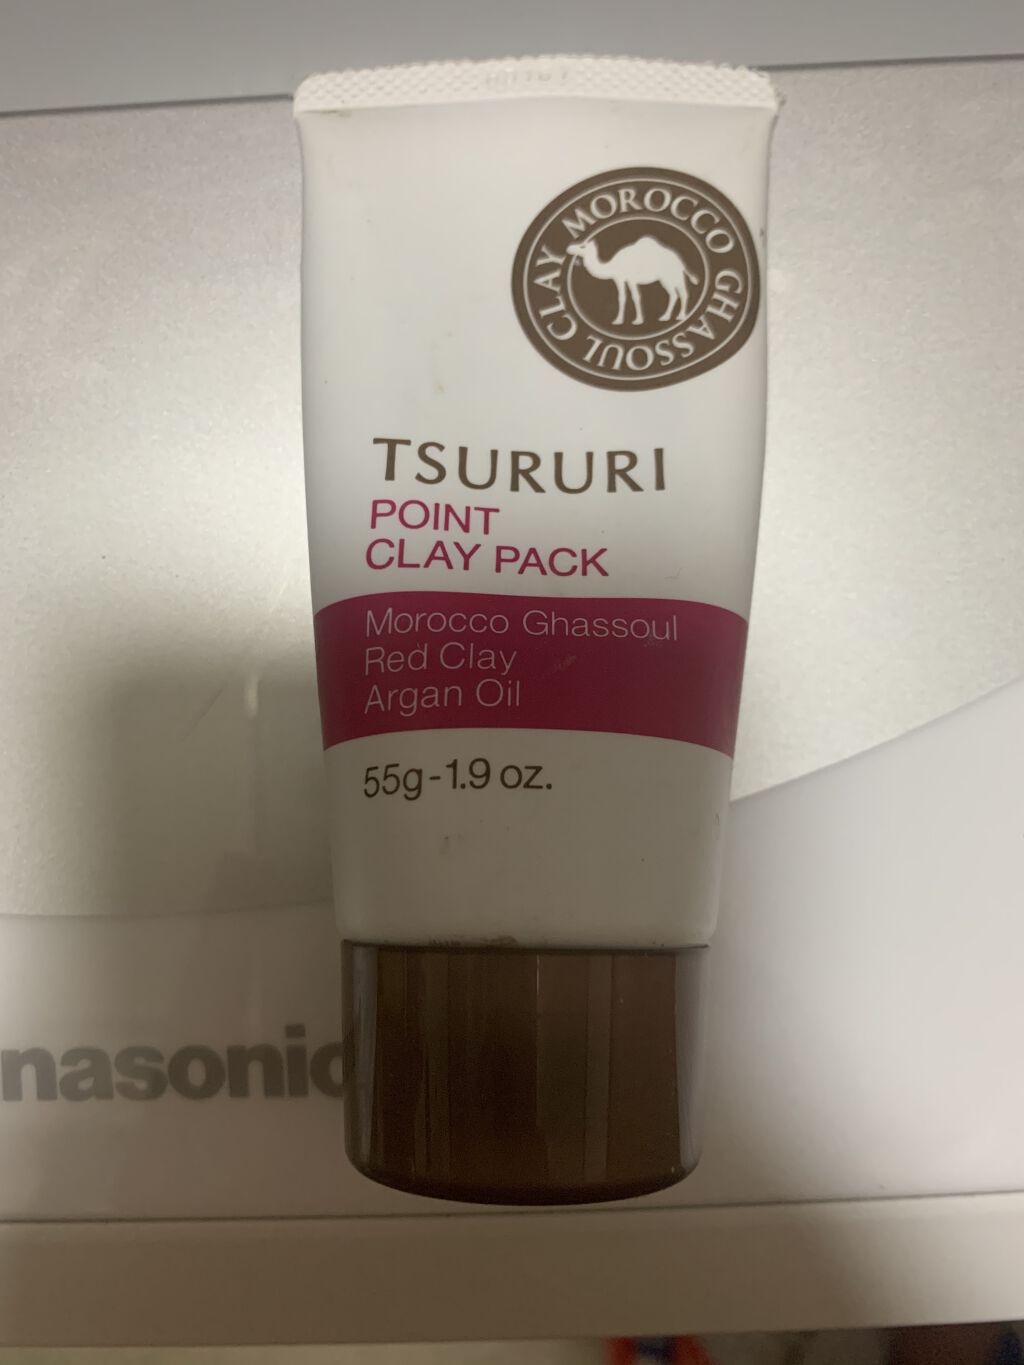 MOROCCO GHASSOUL CLAY
TSURURI
POINT
CLAY PACK
Morocco Ghassoul
Red Clay
Argan Oil
55g-1.9 oz.
nasonic